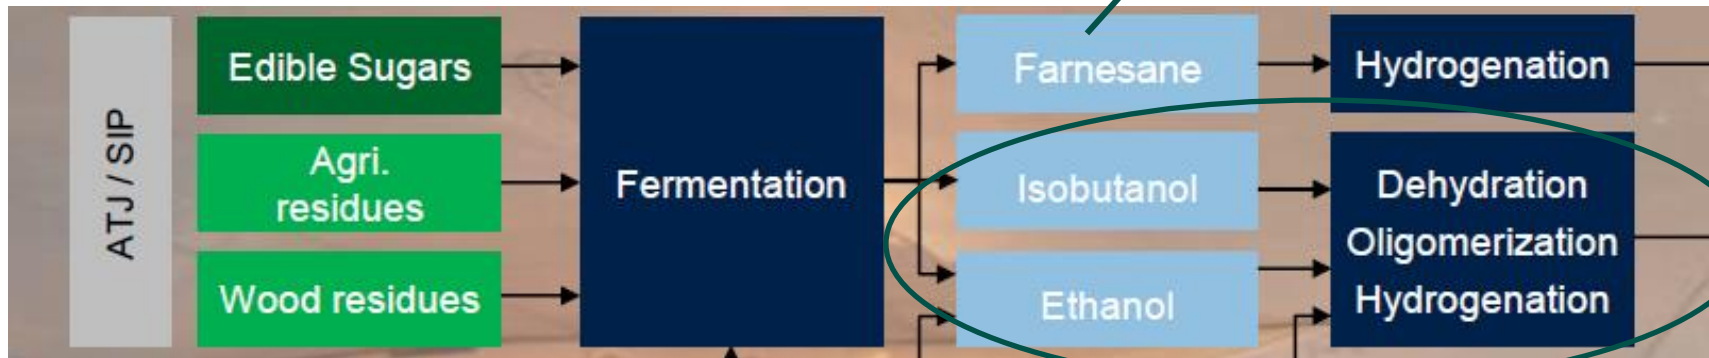 ATJ / SIP
Edible Sugars
Agri.
residues
Wood residues
Fermentation
Farnesane
Isobutanol
Ethanol
Hydrogenation
Dehydration
Oligomerization
Hydrogenation